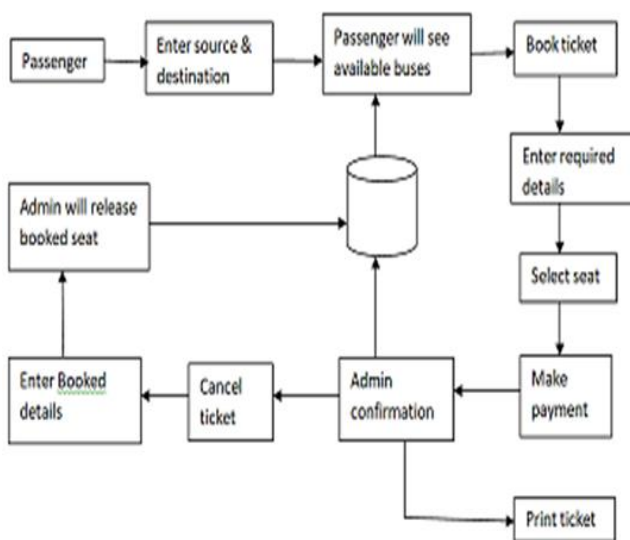 Passenger
Enter source &
destination
Passenger will see
available buses
Book ticket
Enter required
details
Admin will release
booked seat
Select seat
Enter Booked
details
Cancel
ticket
Admin
confirmation
Make
payment
Print ticket